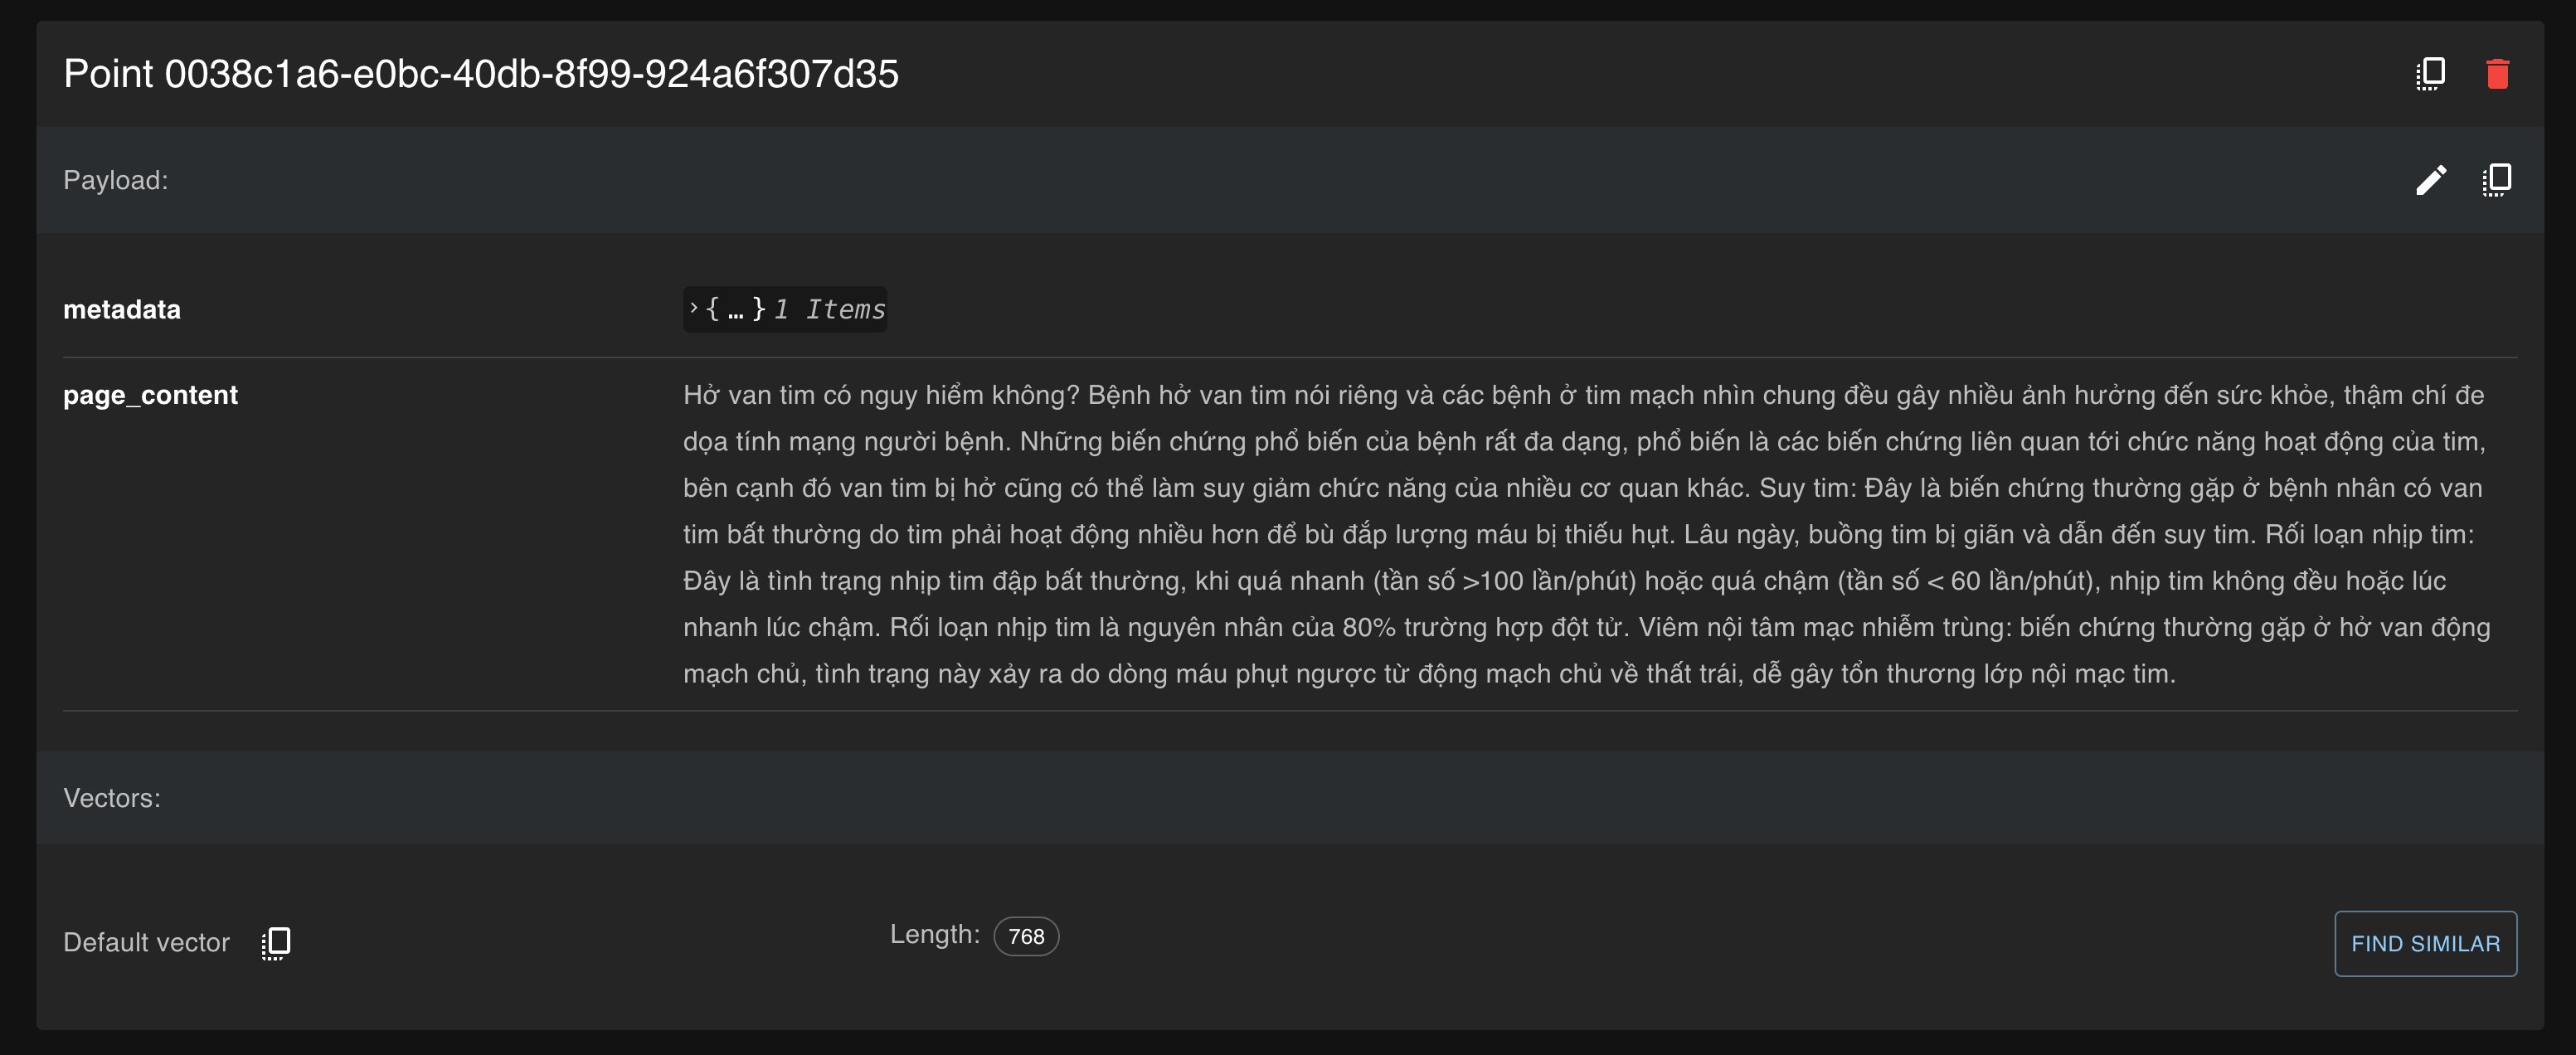 Point 0038c1a6-e0bc-40db-8f99-924a6f307d35
Payload:
metadata
{ … } 1 Items
page_content
Hở van tim có nguy hiểm không? Bệnh hở van tim nói riêng và các bệnh ở tim mạch nhìn chung đều gây nhiều ảnh hưởng đến sức khỏe, thậm chí đe
dọa tính mạng người bệnh. Những biến chứng phổ biến của bệnh rất đa dạng, phổ biến là các biến chứng liên quan tới chức năng hoạt động của tim,
bên cạnh đó van tim bị hở cũng có thể làm suy giảm chức năng của nhiều cơ quan khác. Suy tim: Đây là biến chứng thường gặp ở bệnh nhân có van
tim bất thường do tim phải hoạt động nhiều hơn để bù đắp lượng máu bị thiếu hụt. Lâu ngày, buồng tim bị giãn và dẫn đến suy tim. Rối loạn nhịp tim:
Đây là tình trạng nhịp tim đập bất thường, khi quá nhanh (tần số >100 lần/phút) hoặc quá chậm (tần số < 60 lần/phút), nhịp tim không đều hoặc lúc
nhanh lúc chậm. Rối loạn nhịp tim là nguyên nhân của 80% trường hợp đột tử. Viêm nội tâm mạc nhiễm trùng: biến chứng thường gặp ở hở van động
mạch chủ, tình trạng này xảy ra do dòng máu phụt ngược từ động mạch chủ về thất trái, dễ gây tổn thương lớp nội mạc tim.
Vectors:
Default vector
Length: 768
FIND SIMILAR